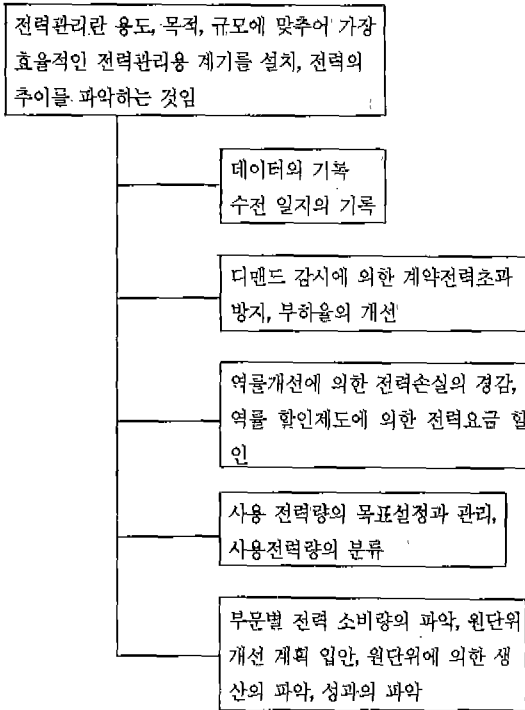 전력관리란 용도, 목적, 규모에 맞추어 가장
효율적인 전력관리용 계기를 설치, 전력의
추이를 파악하는 것임
데이터의 기록
수전 일지의 기록
디맨드 감시에 의한 계약전력초과
방지, 부하율의 개선
역률개선에 의한 전력손실의 경감,
역률 할인제도에 의한 전력요금 할
인
사용 전력량의 목표설정과 관리,
사용전력량의 분류
부문별 전력 소비량의 파악, 원단위
개선 계획 입안, 원단위에 의한 생
산의 파악, 성과의 파악